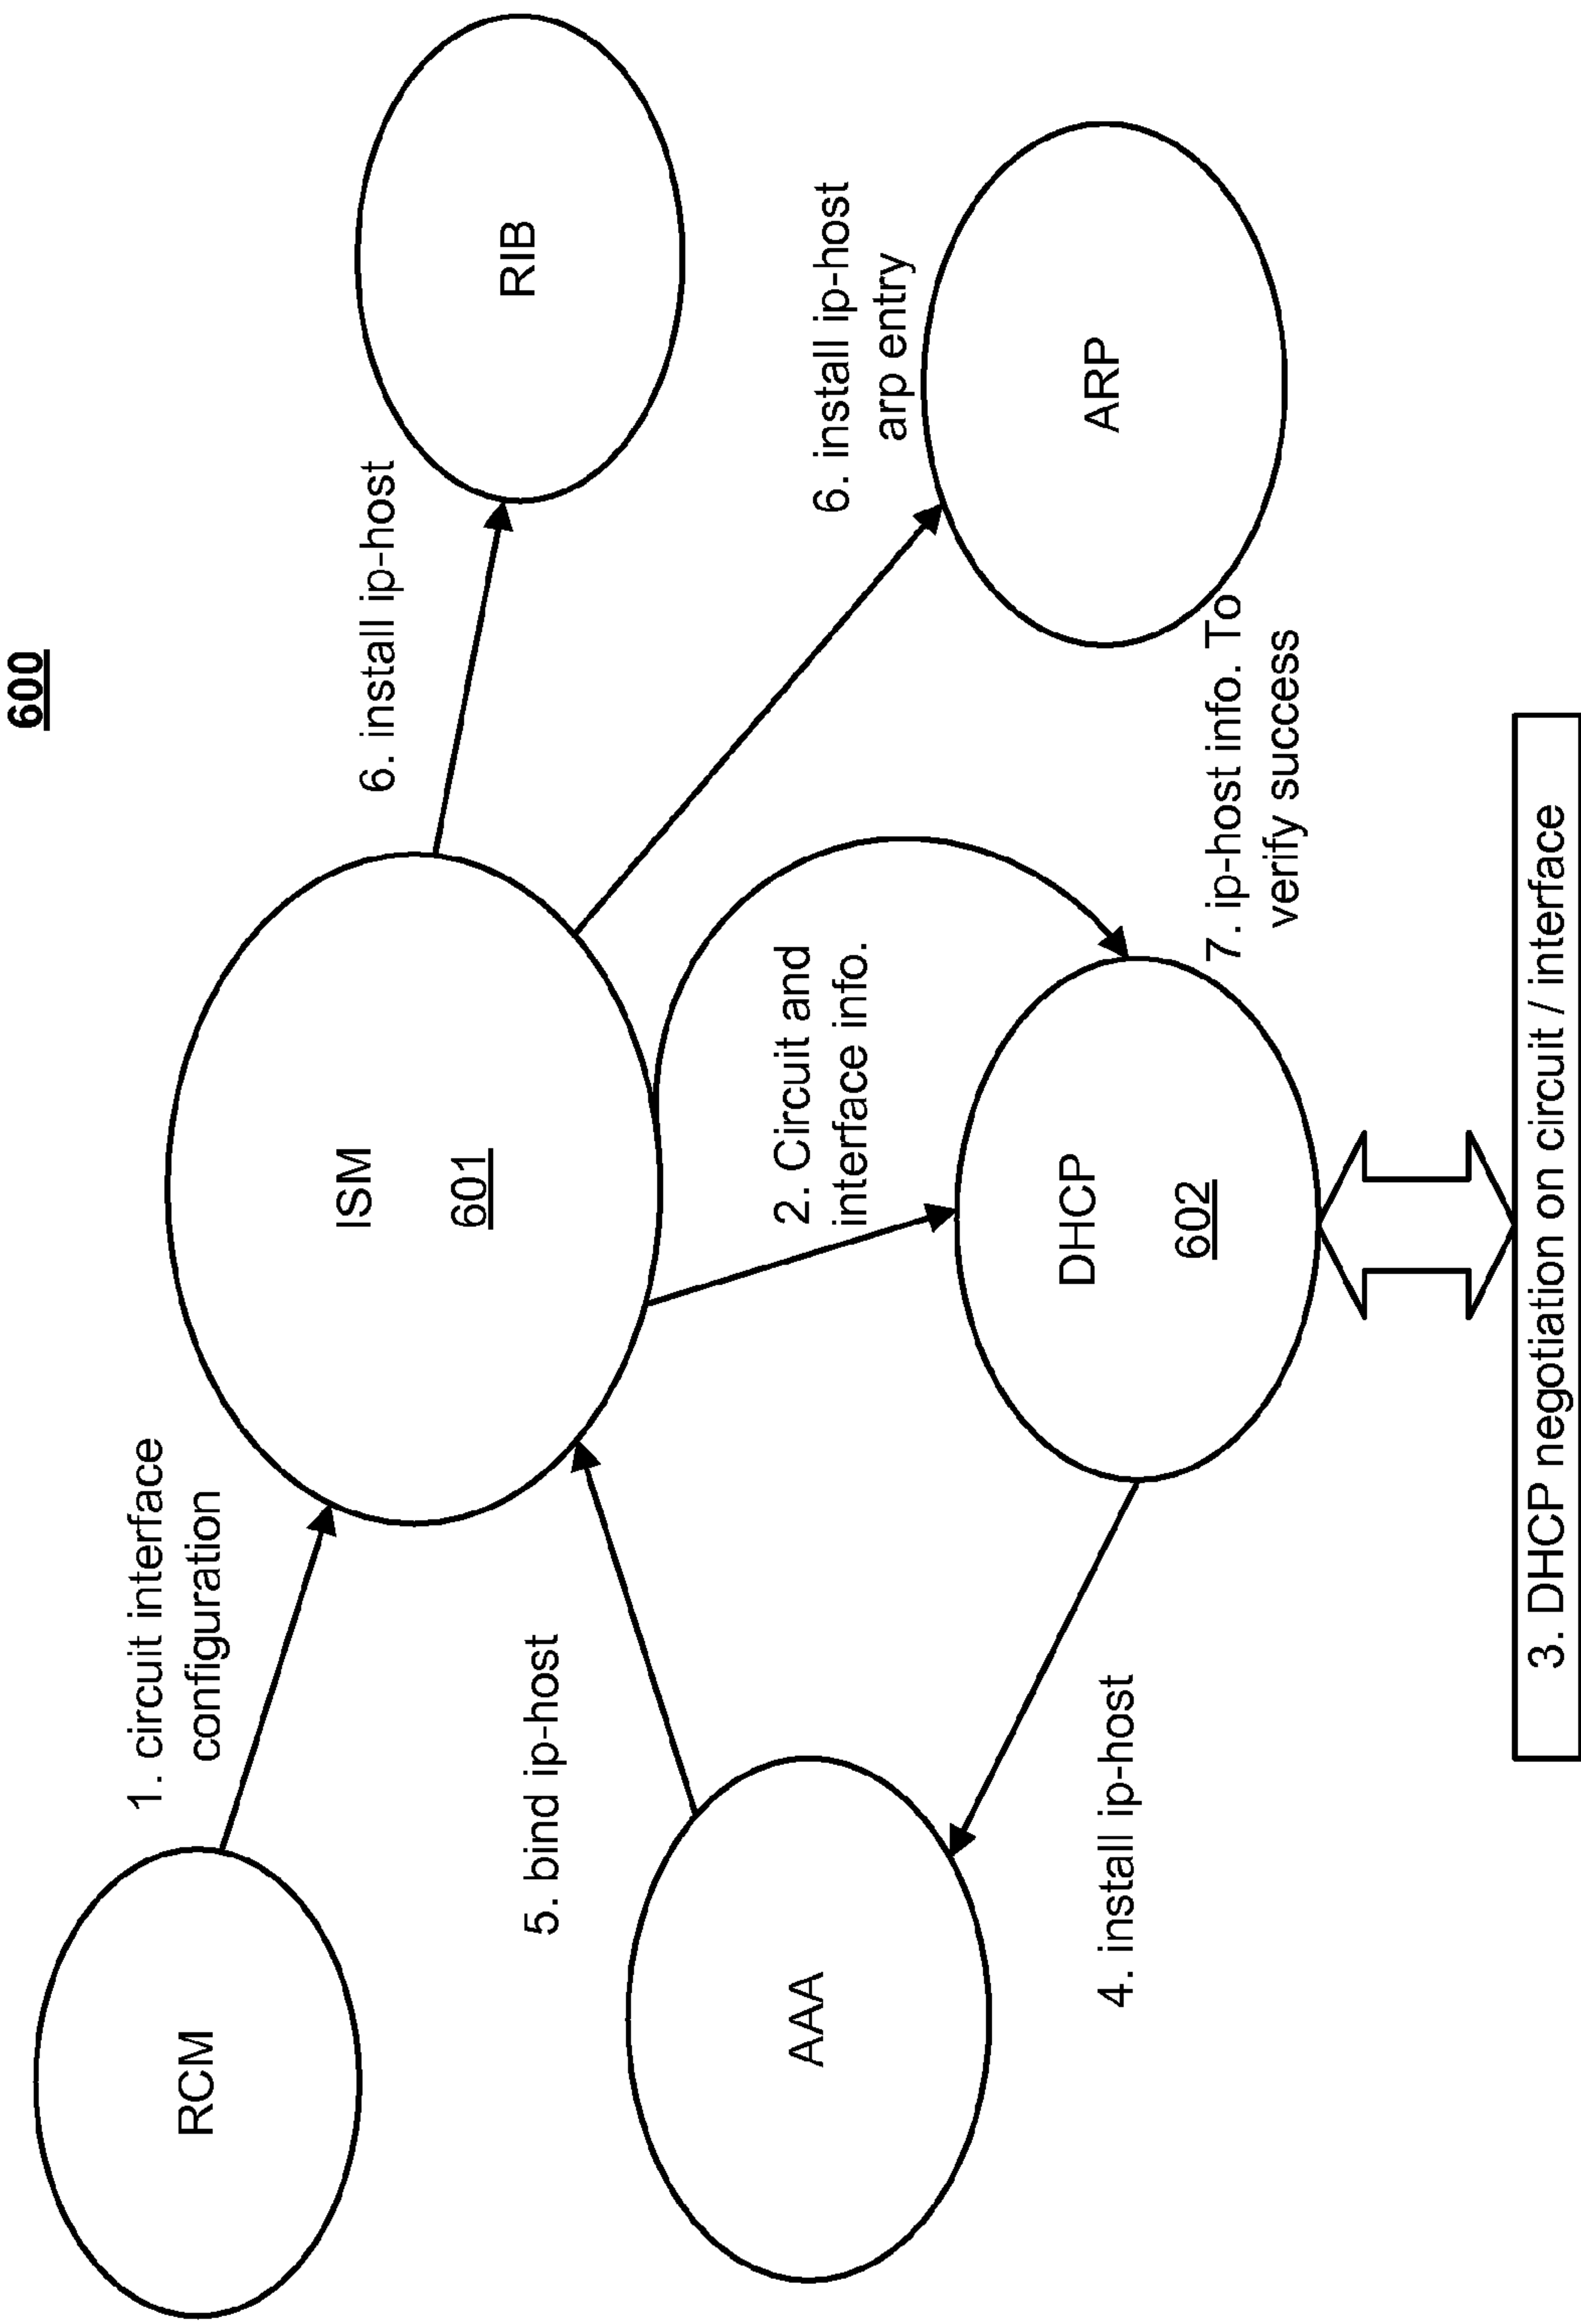 600
RCM
1. circuit interface
configuration
ISM
601
6. install ip-host
RIB
5. bind ip-host
AAA
2. Circuit and
interface info.
6. install ip-host
arp entry
ARP
DHCP
602
4. install ip-host
7. ip-host info. To
verify success
3. DHCP negotiation on circuit / interface